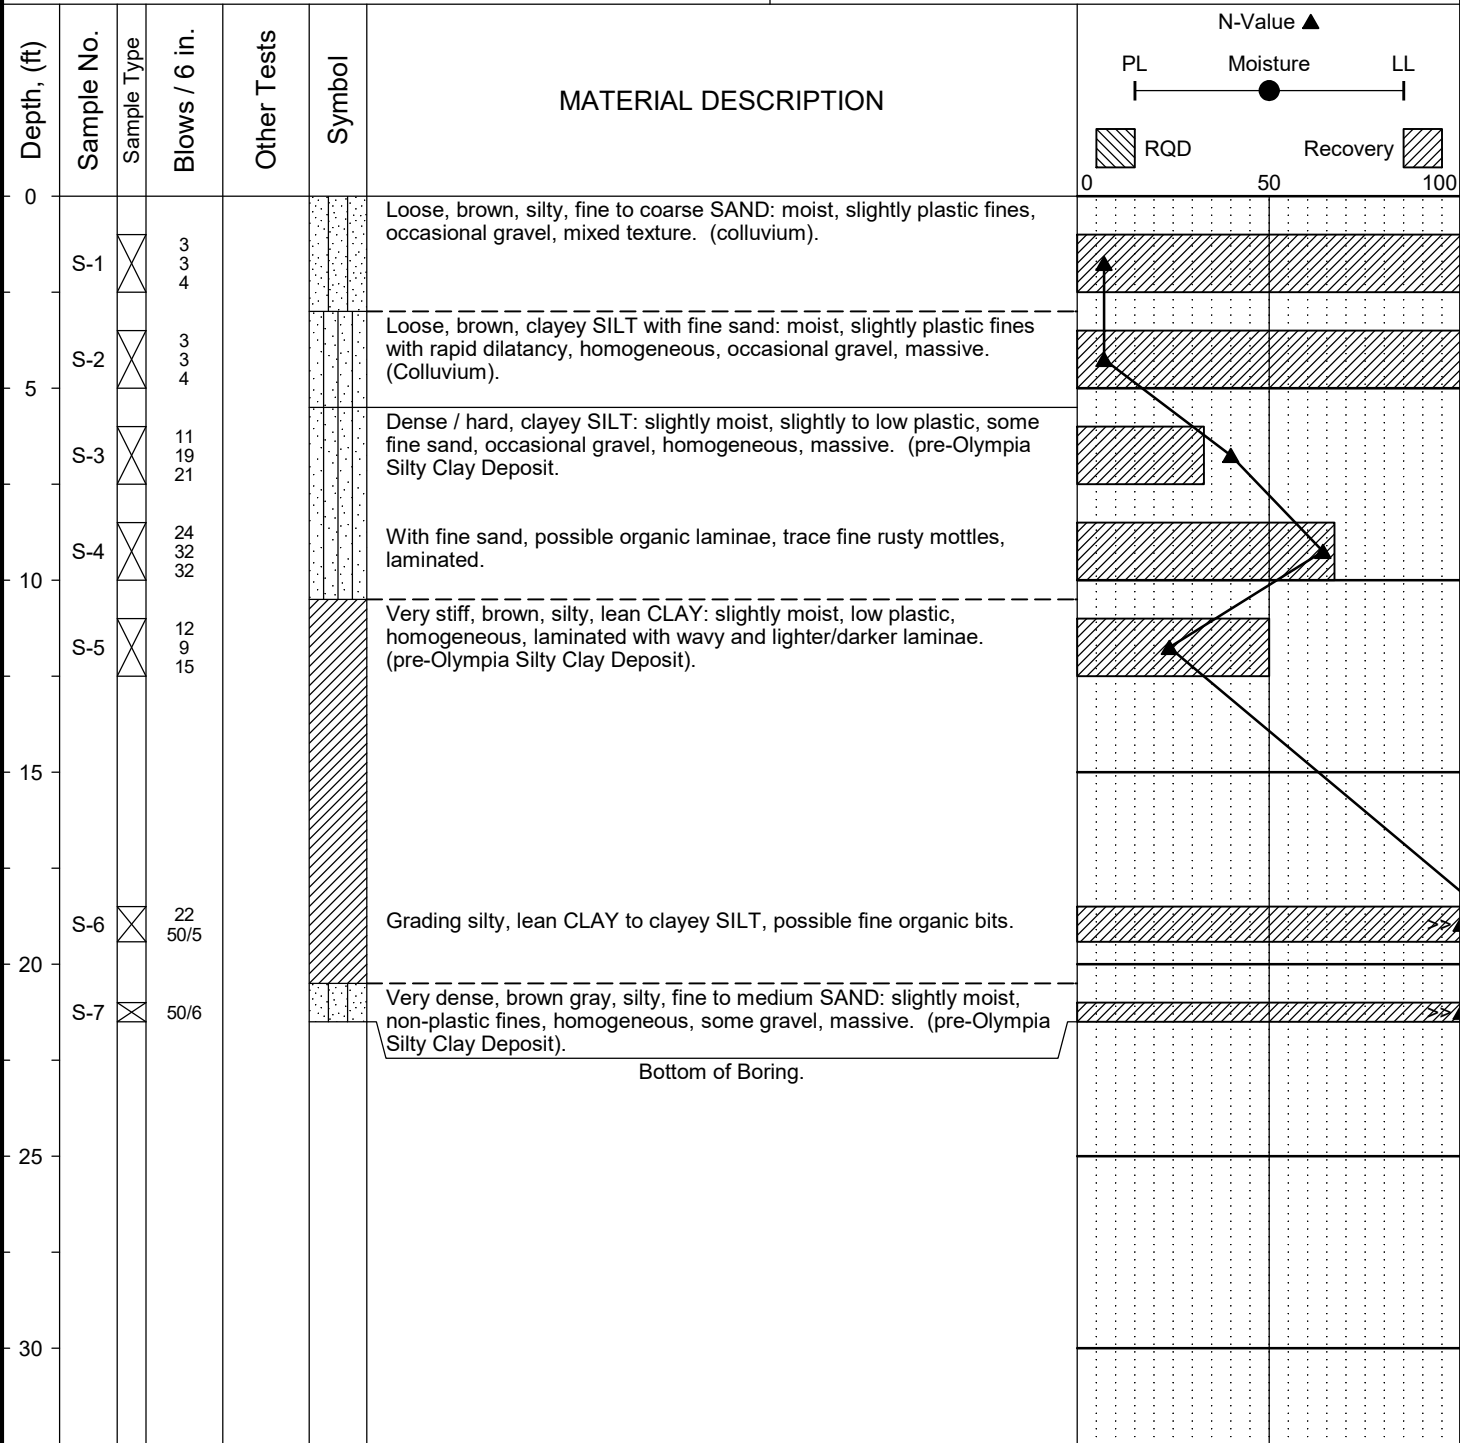 Depth, (ft)
Sample No.
Sample Type
Blows / 6 in.
Other Tests
Symbol
MATERIAL DESCRIPTION
N-Value
PL Moisture LL
RQD Recovery
0 50 100
0
Loose, brown, silty, fine to coarse SAND: moist, slightly plastic fines,
occasional gravel, mixed texture. (colluvium).
S-1
3
3
4
Loose, brown, clayey SILT with fine sand: moist, slightly plastic fines
with rapid dilatancy, homogeneous, occasional gravel, massive.
(Colluvium).
S-2
3
3
4
5
Dense / hard, clayey SILT: slightly moist, slightly to low plastic, some
fine sand, occasional gravel, homogeneous, massive. (pre-Olympia
Silty Clay Deposit.
S-3
11
19
21
With fine sand, possible organic laminae, trace fine rusty mottles,
laminated.
S-4
24
32
32
10
Very stiff, brown, silty, lean CLAY: slightly moist, low plastic,
homogeneous, laminated with wavy and lighter/darker laminae.
(pre-Olympia Silty Clay Deposit).
S-5
12
9
15
15
S-6
22
50/5
Grading silty, lean CLAY to clayey SILT, possible fine organic bits.
>>
20
Very dense, brown gray, silty, fine to medium SAND: slightly moist,
non-plastic fines, homogeneous, some gravel, massive. (pre-Olympia
Silty Clay Deposit).
S-7
50/6
>>
Bottom of Boring.
25
30